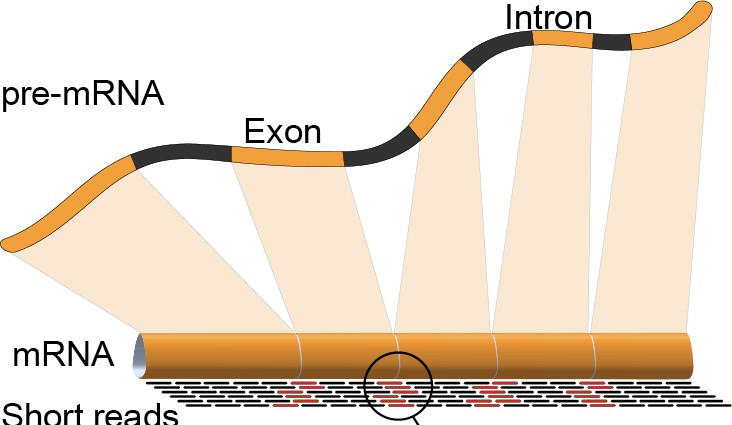 Intron
pre-mRNA
Exon
mRNA
Short reads